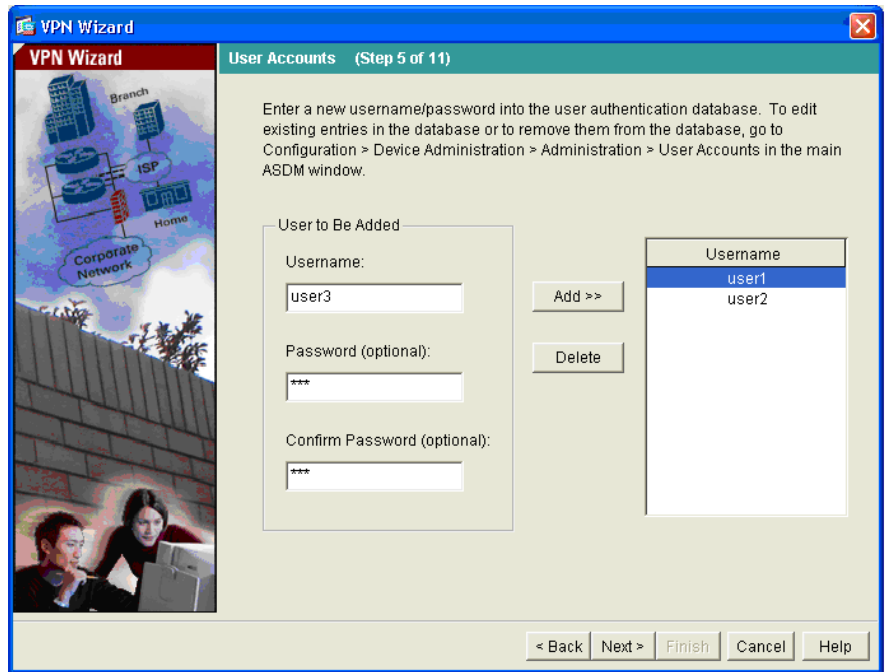 VPN Wizard
VPN Wizard
User Accounts (Step 5 of 11)
Branch
ISP
Home
Corporate
Network
Enter a new username/password into the user authentication database. To edit
existing entries in the database or to remove them from the database, go to
Configuration > Device Administration > Administration > User Accounts in the main
ASDM window.
User to Be Added
Username:
user3
Password (optional):
***
Confirm Password (optional):
***
Add >>
Delete
Username
user1
user2
< Back
Next >
Finish
Cancel
Help